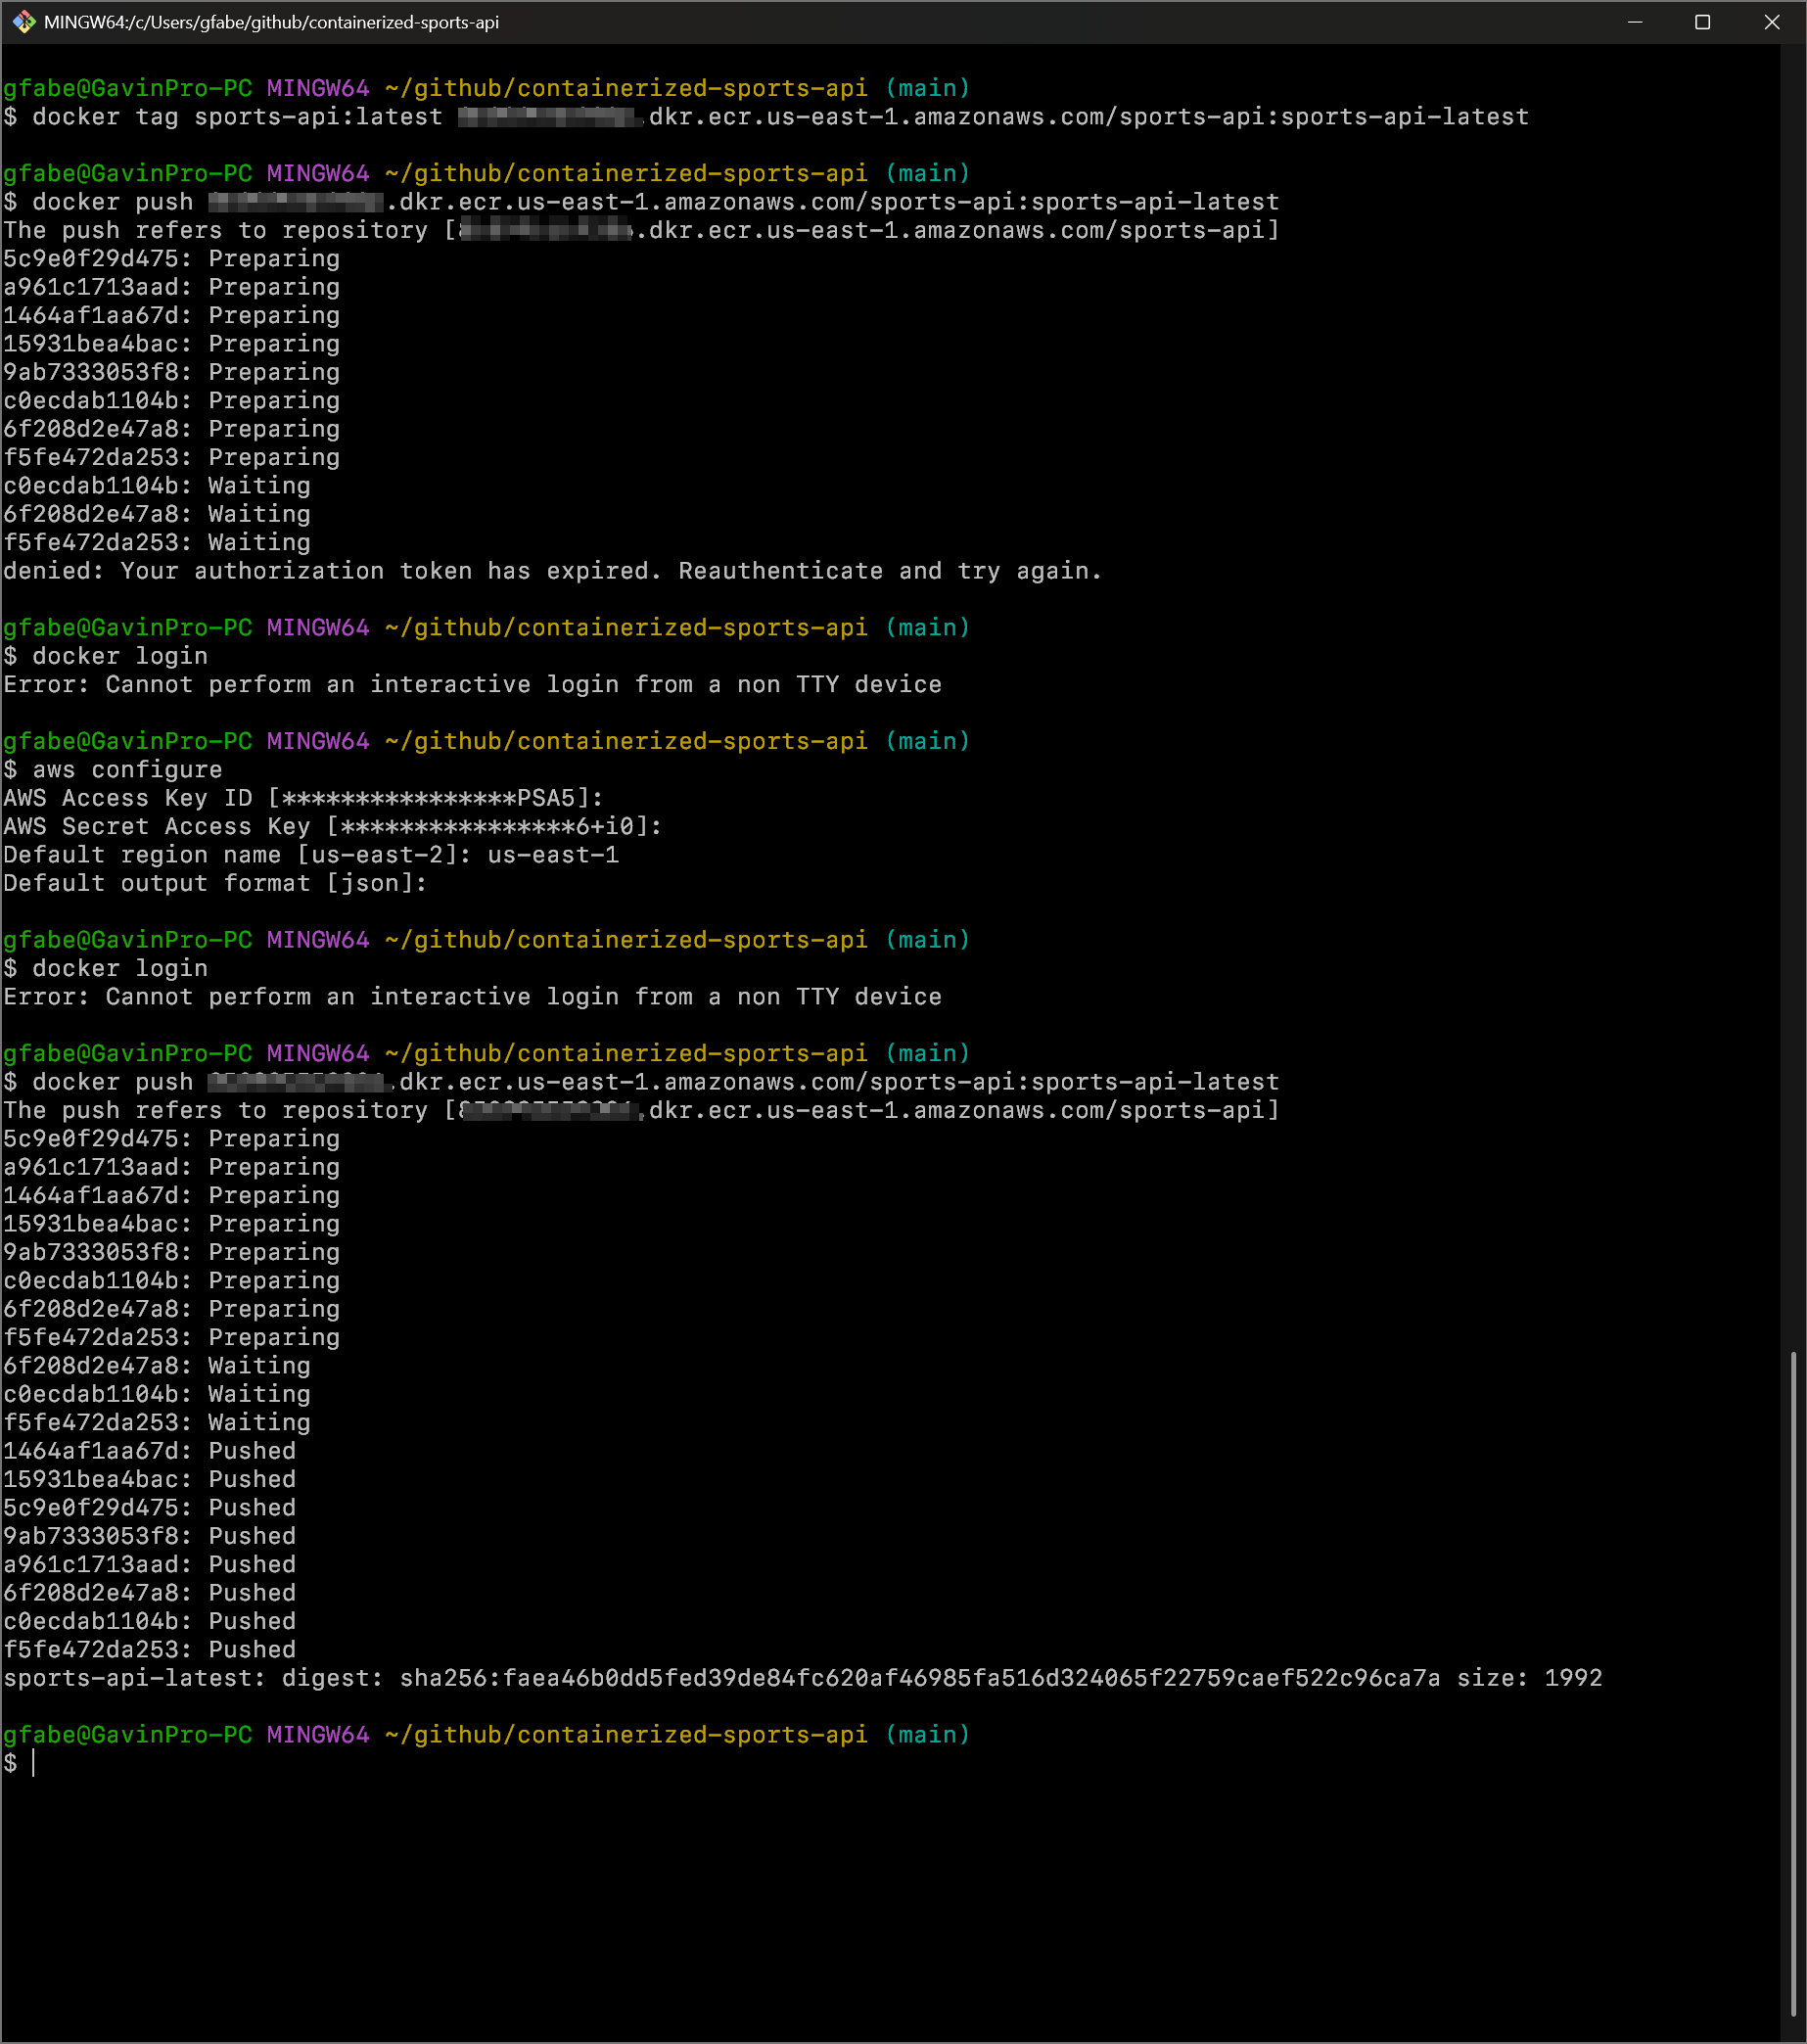 MINGW64:/c/Users/gfabe/github/containerized-sports-api
gfabe@GavinPro-PC MINGW64 ~/github/containerized-sports-api (main)
$ docker tag sports-api:latest .dkr.ecr.us-east-1.amazonaws.com/sports-api:sports-api-latest
gfabe@GavinPro-PC MINGW64 ~/github/containerized-sports-api (main)
$ docker push .dkr.ecr.us-east-1.amazonaws.com/sports-api:sports-api-latest
The push refers to repository [.dkr.ecr.us-east-1.amazonaws.com/sports-api]
5c9e0f29d475: Preparing
a961c1713aad: Preparing
1464af1aa67d: Preparing
15931bea4bac: Preparing
9ab7333053f8: Preparing
c0ecdab1104b: Preparing
6f208d2e47a8: Preparing
f5fe472da253: Preparing
c0ecdab1104b: Waiting
6f208d2e47a8: Waiting
f5fe472da253: Waiting
denied: Your authorization token has expired. Reauthenticate and try again.
gfabe@GavinPro-PC MINGW64 ~/github/containerized-sports-api (main)
$ docker login
Error: Cannot perform an interactive login from a non TTY device
gfabe@GavinPro-PC MINGW64 ~/github/containerized-sports-api (main)
$ aws configure
AWS Access Key ID [****************PSA5]:
AWS Secret Access Key [****************6+i0]:
Default region name [us-east-2]: us-east-1
Default output format [json]:
gfabe@GavinPro-PC MINGW64 ~/github/containerized-sports-api (main)
$ docker login
Error: Cannot perform an interactive login from a non TTY device
gfabe@GavinPro-PC MINGW64 ~/github/containerized-sports-api (main)
$ docker push .dkr.ecr.us-east-1.amazonaws.com/sports-api:sports-api-latest
The push refers to repository [.dkr.ecr.us-east-1.amazonaws.com/sports-api]
5c9e0f29d475: Preparing
a961c1713aad: Preparing
1464af1aa67d: Preparing
15931bea4bac: Preparing
9ab7333053f8: Preparing
c0ecdab1104b: Preparing
6f208d2e47a8: Preparing
f5fe472da253: Preparing
6f208d2e47a8: Waiting
c0ecdab1104b: Waiting
f5fe472da253: Waiting
1464af1aa67d: Pushed
15931bea4bac: Pushed
5c9e0f29d475: Pushed
9ab7333053f8: Pushed
a961c1713aad: Pushed
6f208d2e47a8: Pushed
c0ecdab1104b: Pushed
f5fe472da253: Pushed
sports-api-latest: digest: sha256:faea46b0dd5fed39de84fc620af46985fa516d324065f22759caef522c96ca7a size: 1992
gfabe@GavinPro-PC MINGW64 ~/github/containerized-sports-api (main)
$